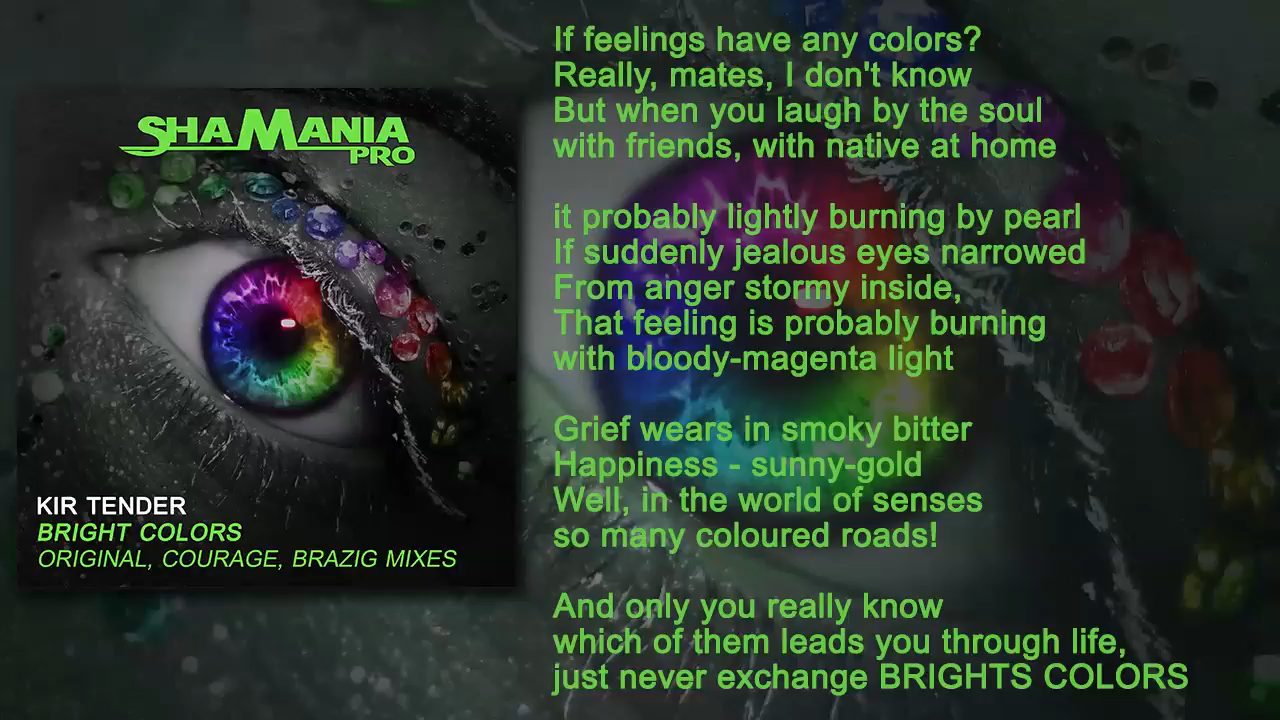 SHAMANIA
PRO
KIR TENDER
BRIGHT COLORS
ORIGINAL, COURAGE, BRAZIG MIXES
If feelings have any colors?
Really, mates, I don't know
But when you laugh by the soul
with friends, with native at home
it probably lightly burning by pearl
If suddenly jealous eyes narrowed
From anger stormy inside,
That feeling is probably burning
with bloody-magenta light
Grief wears in smoky bitter
Happiness - sunny-gold
Well, in the world of senses
so many coloured roads!
And only you really know
which of them leads you through life,
just never exchange BRIGHTS COLORS